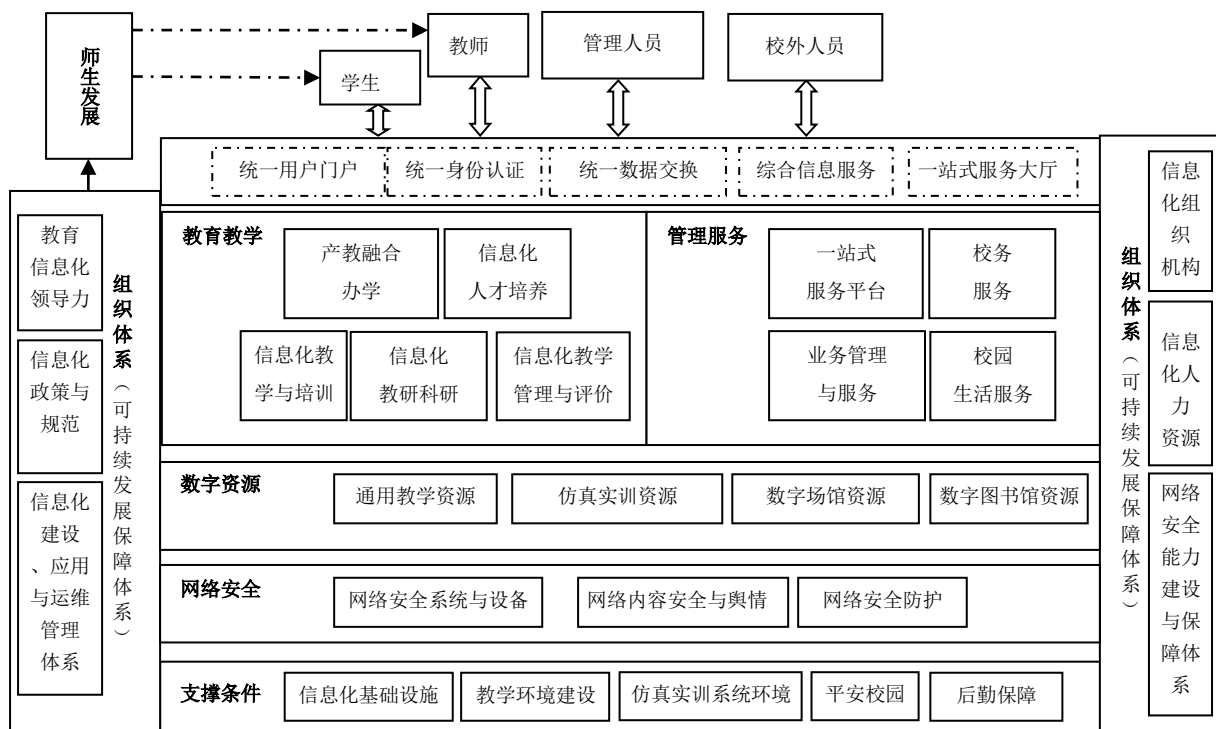 师生发展
教师
管理人员
校外人员
学生
统一用户门户
统一身份认证
统一数据交换
综合信息服务
一站式服务大厅
教育
信息化
领导力
信息化
政策与
规范
信息化
建设
、应用
与运维
管理
体系
组织体系（可持续发展保障体系）
教育教学
产教融合
办学
信息化
人才培养
信息化教
学与培训
信息化
教研科研
信息化教学
管理与评价
管理服务
一站式
服务平台
校务
服务
业务管理
与服务
校园
生活服务
数字资源
通用教学资源
仿真实训资源
数字场馆资源
数字图书馆资源
网络安全
网络安全系统与设备
网络内容安全与舆情
网络安全防护
支撑条件
信息化基础设施
教学环境建设
仿真实训系统环境
平安校园
后勤保障
组织体系（可持续发展保障体系）
信息
化组
织
机构
信息
化人
力
资源
网络
安全
能力
建设
与保
障体
系